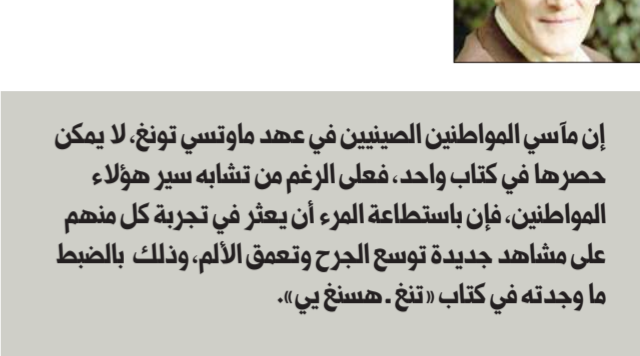 إن مآسي المواطنين الصينيين في عهد ماوتسي تونغ، لا يمكن
حصرها في كتاب واحد، فعلى الرغم من تشابه سير هؤلاء
المواطنين، فإن باستطاعة المرء أن يعثر في تجربة كل منهم
على مشاهد جديدة توسع الجرح وتعمق الألم، وذلك بالضبط
ما وجدته في كتاب «تنغ ـ هسنغ يي».